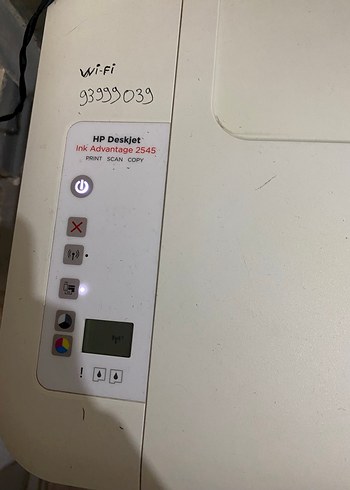 Wi-Fi
93999039
HP Deskjet
Ink Advantage 2545
PRINT SCAN COPY
!